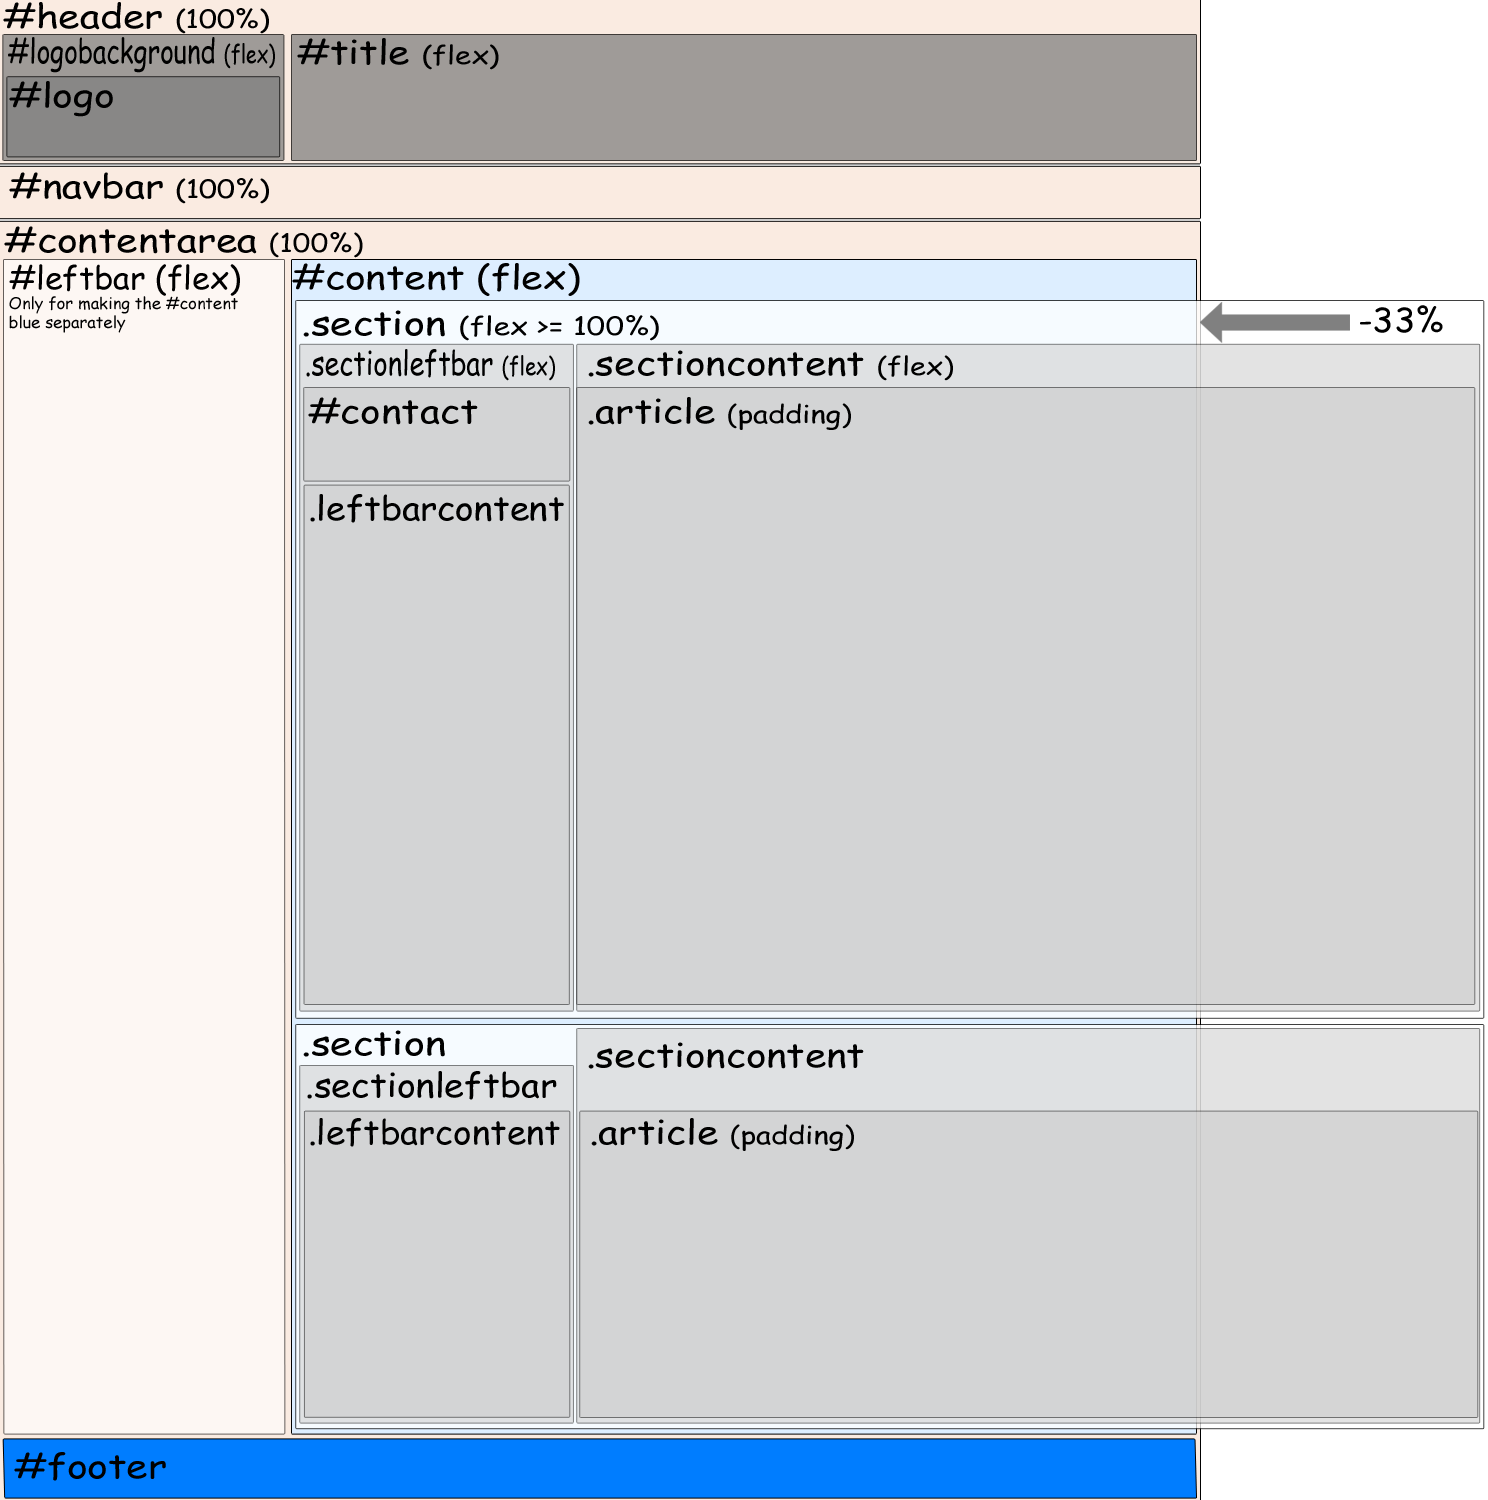 #header (100%)
#logobackground (flex)
#title (flex)
#logo
#navbar (100%)
#contentarea (100%)
#leftbar (flex)
Only for making the #content
blue separately
#content (flex)
.section (flex >= 100%)
-33%
.sectionleftbar (flex)
.sectioncontent (flex)
#contact
.article (padding)
.leftbarcontent
.section
.sectioncontent
.sectionleftbar
.leftbarcontent
.article (padding)
#footer